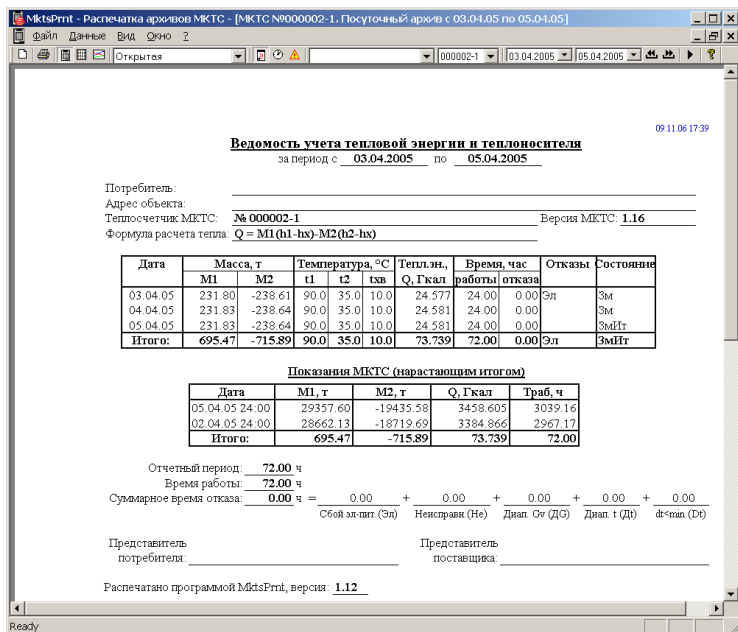 MktsPrnt - Распечатка архивов МКТС - [МКТС №000002-1. Посуточный архив с 03.04.05 по 05.04.05]
Файл Данные Вид Окно ?
Открытая 000002-1 03.04.2005 05.04.2005
09.11.06 17:39
Ведомость учета тепловой энергии и теплоносителя
за период с 03.04.2005 по 05.04.2005
Потребитель:
Адрес объекта:
Теплосчетчик МКТС: № 000002-1 Версия МКТС: 1.16
Формула расчета тепла: Q = M1(h1-hx)-M2(h2-hx)
Дата Масса, т Температура, °С Тепл.эн., Время, час Отказы Состояние
М1 М2 t1 t2 tхв Q, Гкал работы отказа
03.04.05 231.80 -238.61 90.0 35.0 10.0 24.577 24.00 0.00 Эл Зм
04.04.05 231.83 -238.64 90.0 35.0 10.0 24.581 24.00 0.00 Зм
05.04.05 231.83 -238.64 90.0 35.0 10.0 24.581 24.00 0.00 ЗмИт
Итого: 695.47 -715.89 90.0 35.0 10.0 73.739 72.00 0.00 Эл ЗмИт
Показания МКТС (нарастающим итогом)
Дата М1, т М2, т Q, Гкал Траб, ч
05.04.05 24:00 29357.60 -19435.58 3458.605 3039.16
02.04.05 24:00 28662.13 -18719.69 3384.866 2967.17
Итого: 695.47 -715.89 73.739 72.00
Отчетный период: 72.00 ч
Время работы: 72.00 ч
Суммарное время отказа: 0.00 ч = 0.00 + 0.00 + 0.00 + 0.00 + 0.00
Сбой эл-пит.(Эл) Неисправн.(Не) Диап. Gv (ДG) Диап. t (Дt) dt<min (Dt)
Представитель Представитель
потребителя: поставщика:
Распечатано программой MktsPrnt, версия: 1.12
Ready